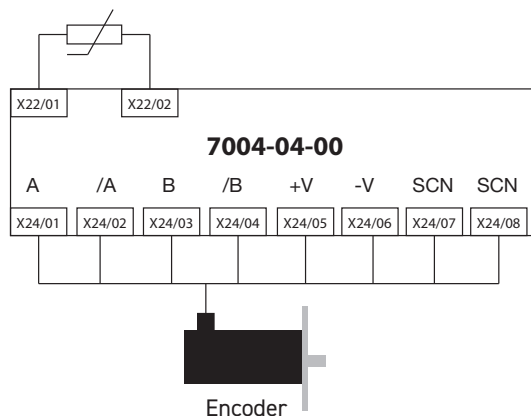 X22/01 X22/02
7004-04-00
A /A B /B +V -V SCN SCN
X24/01 X24/02 X24/03 X24/04 X24/05 X24/06 X24/07 X24/08
Encoder